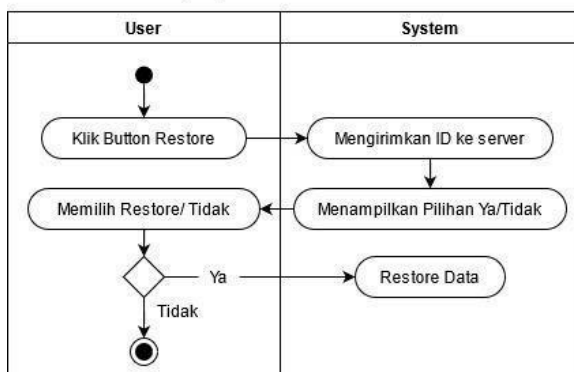 User
System
Klik Button Restore
Mengirimkan ID ke server
Memilih Restore/ Tidak
Menampilkan Pilihan Ya/Tidak
Ya
Restore Data
Tidak